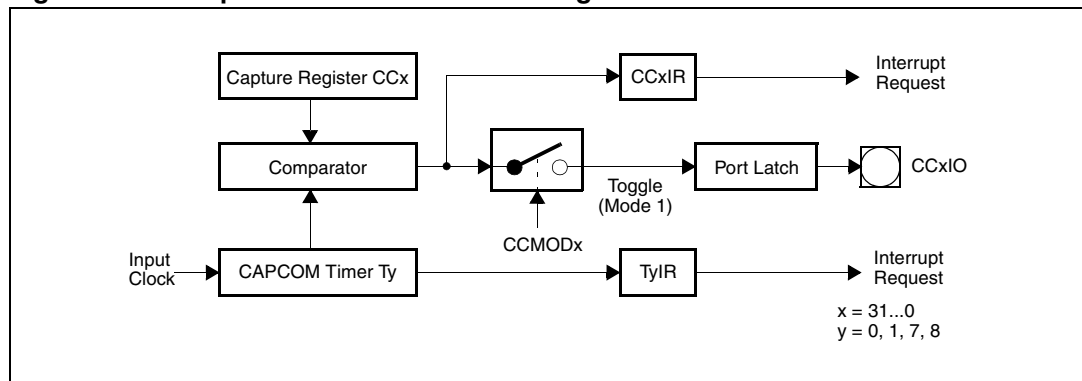 Capture Register CCx
CCxIR
Interrupt
Request
Comparator
Port Latch
CCxIO
Toggle
(Mode 1)
CCMODx
Input
Clock
CAPCOM Timer Ty
TyIR
Interrupt
Request
x = 31...0
y = 0, 1, 7, 8